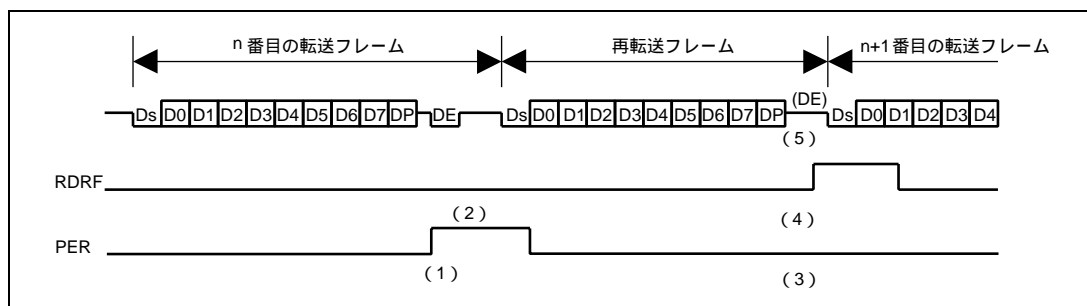 n 番目の転送フレーム 再転送フレーム n+1 番目の転送フレーム
Ds D0 D1 D2 D3 D4 D5 D6 D7 DP DE Ds D0 D1 D2 D3 D4 D5 D6 D7 DP (DE) Ds D0 D1 D2 D3 D4
(5)
RDRF
(2) (4)
PER
(1) (3)